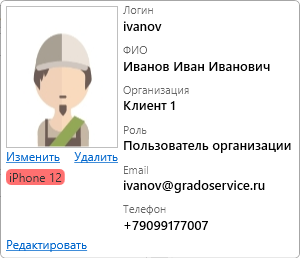 Логин
ivanov
ФИО
Иванов Иван Иванович
Организация
Клиент 1
Роль
Пользователь организации
Email
ivanov@gradoservice.ru
Телефон
+79099177007
Изменить Удалить
iPhone 12
Редактировать